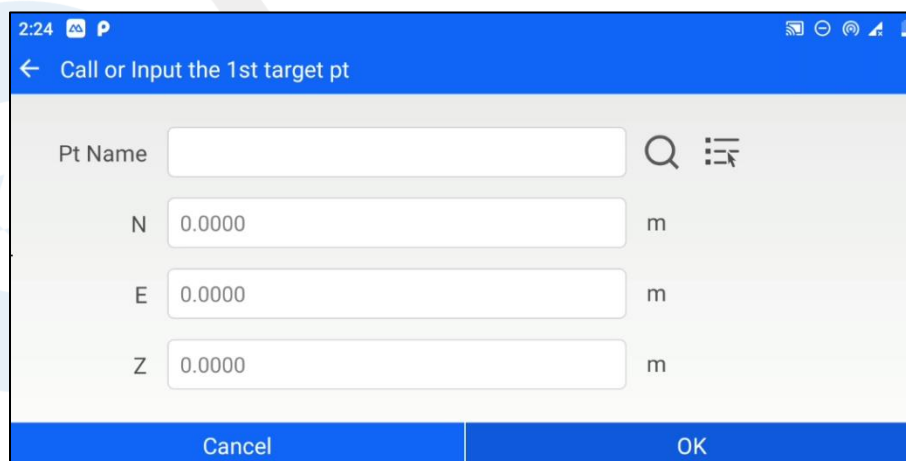 2:24
Call or Input the 1st target pt
Pt Name
N 0.0000 m
E 0.0000 m
Z 0.0000 m
Cancel OK